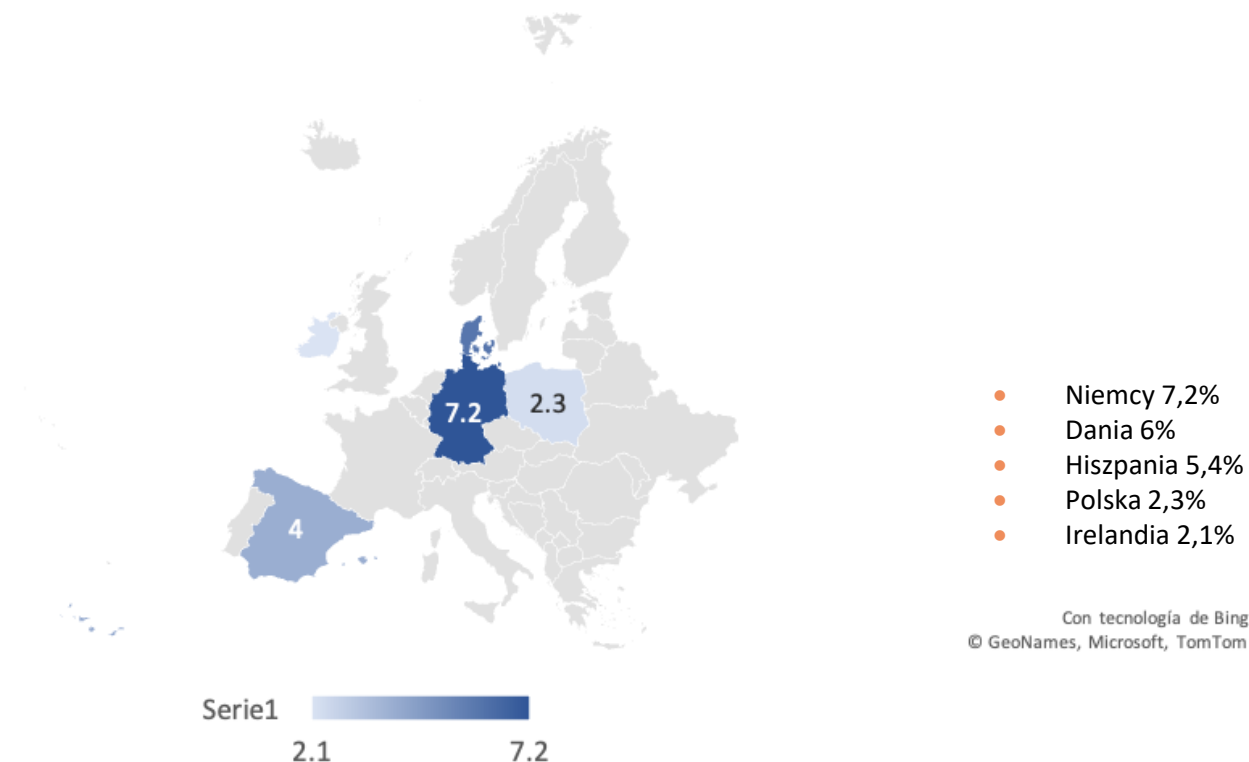 7.2
2.3
4
• Niemcy 7,2%
• Dania 6%
• Hiszpania 5,4%
• Polska 2,3%
• Irelandia 2,1%
Con tecnología de Bing
© GeoNames, Microsoft, TomTom
Serie1
2.1 7.2